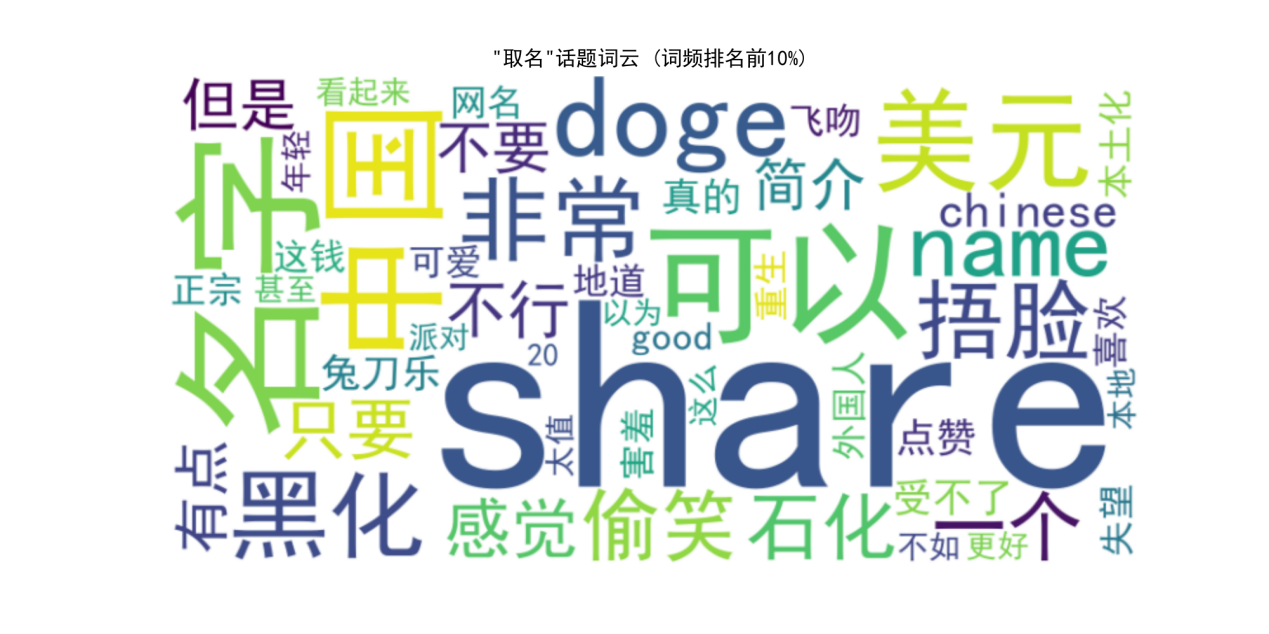 "取名"话题词云 (词频排名前10%)
但是
看起来
网名
不要
doge
飞吻
美元
本土化
年轻
中国
名字
非常
真的
简介
chinese
name
这钱
可爱
地道
可以
重生
正宗
甚至
不行
以为
捂脸
喜欢
派对
good
兔刀乐
20
share
这么
外国人
本地
只要
太值
害羞
点赞
有点
黑化
感觉
偷笑
石化
受不了
一个
失望
不如
更好